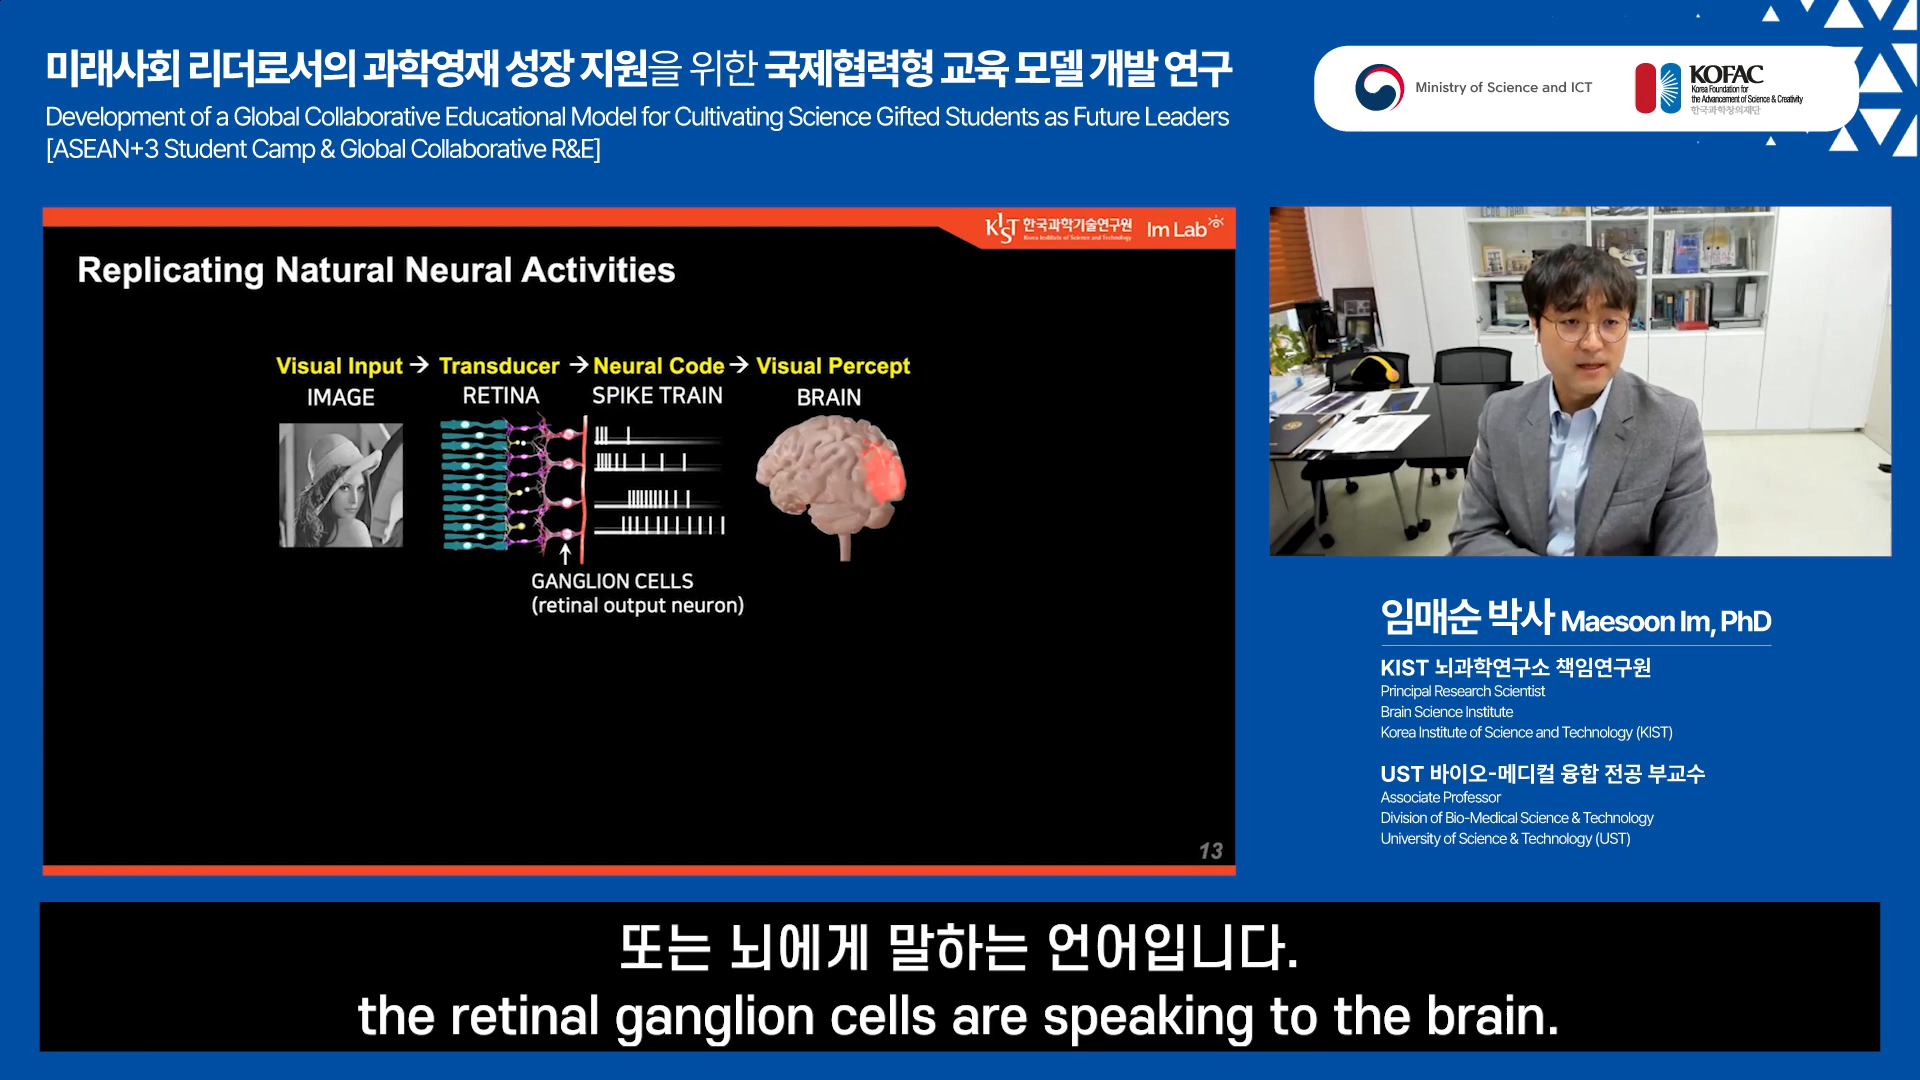 미래사회 리더로서의 과학영재 성장 지원을 위한 국제협력형 교육 모델 개발 연구
Development of a Global Collaborative Educational Model for Cultivating Science Gifted Students as Future Leaders
[ASEAN+3 Student Camp & Global Collaborative R&E]
Ministry of Science and ICT
KOFAC
Korea Foundation for
the Advancement of Science & Creativity
한국과학창의재단
KIST 한국과학기술연구원
Korea Institute of Science and Technology
Im Lab
Replicating Natural Neural Activities
Visual Input → Transducer → Neural Code → Visual Percept
IMAGE RETINA SPIKE TRAIN BRAIN
GANGLION CELLS
(retinal output neuron)
13
임매순 박사 Maesoon Im, PhD
KIST 뇌과학연구소 책임연구원
Principal Research Scientist
Brain Science Institute
Korea Institute of Science and Technology (KIST)
UST 바이오-메디컬 융합 전공 부교수
Associate Professor
Division of Bio-Medical Science & Technology
University of Science & Technology (UST)
또는 뇌에게 말하는 언어입니다.
the retinal ganglion cells are speaking to the brain.